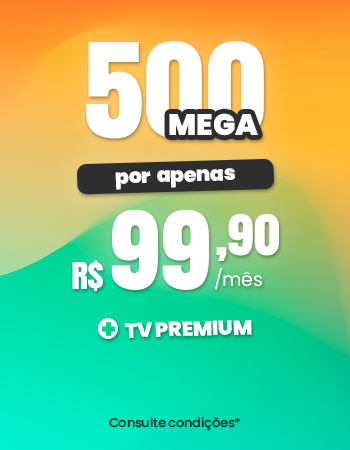 500
MEGA
por apenas
R$ 99,90
/mês
+ TV PREMIUM
Consulte condições*